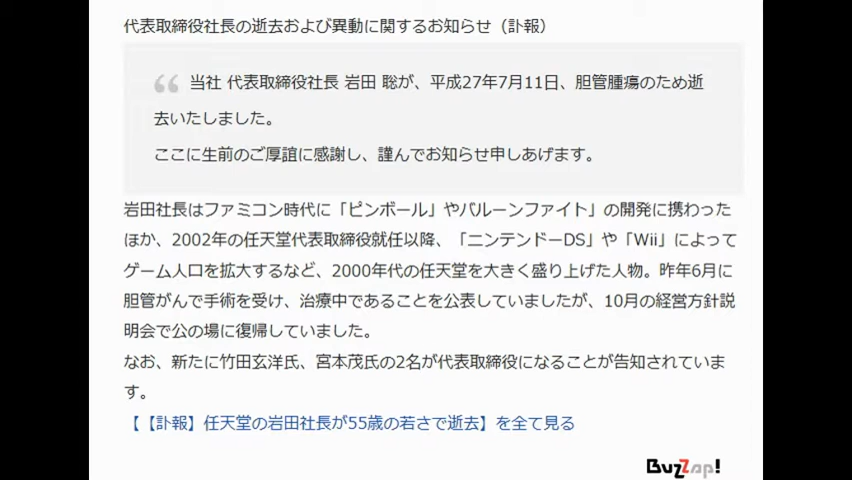 代表取締役社長の逝去および異動に関するお知らせ（訃報）
当社 代表取締役社長 岩田 聡が、平成27年7月11日、胆管腫瘍のため逝
去いたしました。
ここに生前のご厚誼に感謝し、謹んでお知らせ申しあげます。
岩田社長はファミコン時代に「ピンボール」やバルーンファイト」の開発に携わった
ほか、2002年の任天堂代表取締役就任以降、「ニンテンドーDS」や「Wii」によって
ゲーム人口を拡大するなど、2000年代の任天堂を大きく盛り上げた人物。昨年6月に
胆管がんで手術を受け、治療中であることを公表していましたが、10月の経営方針説
明会で公の場に復帰していました。
なお、新たに竹田玄洋氏、宮本茂氏の2名が代表取締役になることが告知されていま
す。
【【訃報】任天堂の岩田社長が55歳の若さで逝去】を全て見る
BuzZap!